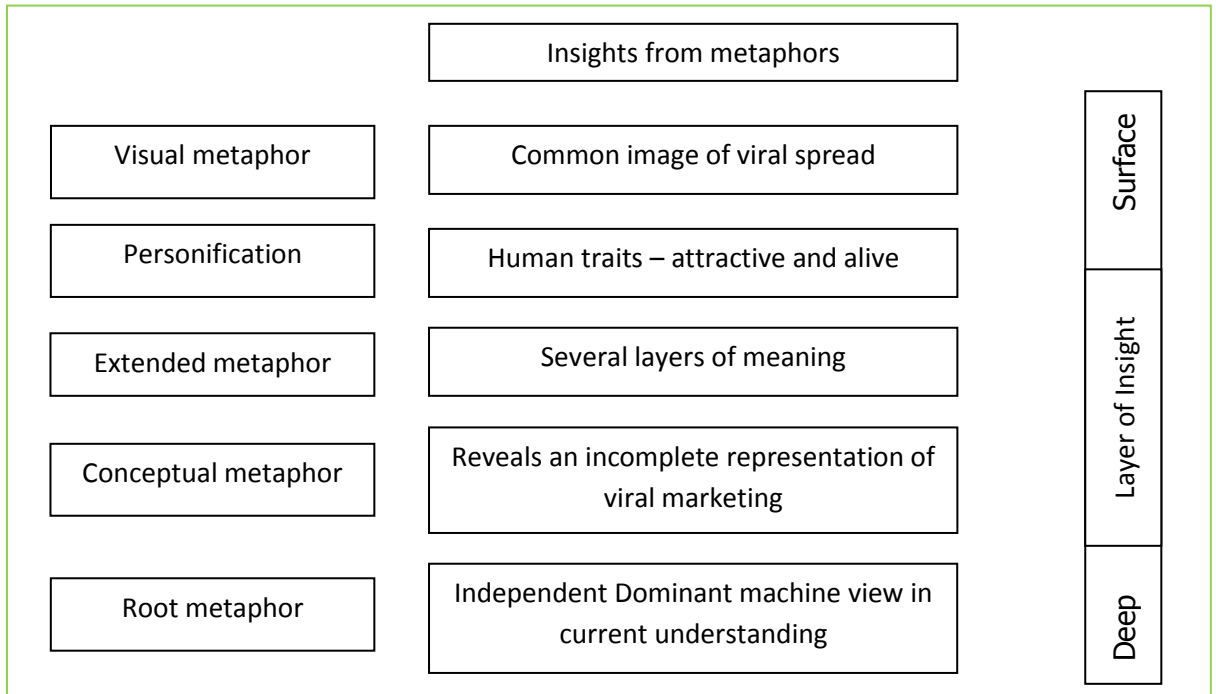 Insights from metaphors
Visual metaphor
Common image of viral spread
Personification
Human traits – attractive and alive
Extended metaphor
Several layers of meaning
Conceptual metaphor
Reveals an incomplete representation of
viral marketing
Root metaphor
Independent Dominant machine view in
current understanding
Surface
Layer of Insight
Deep